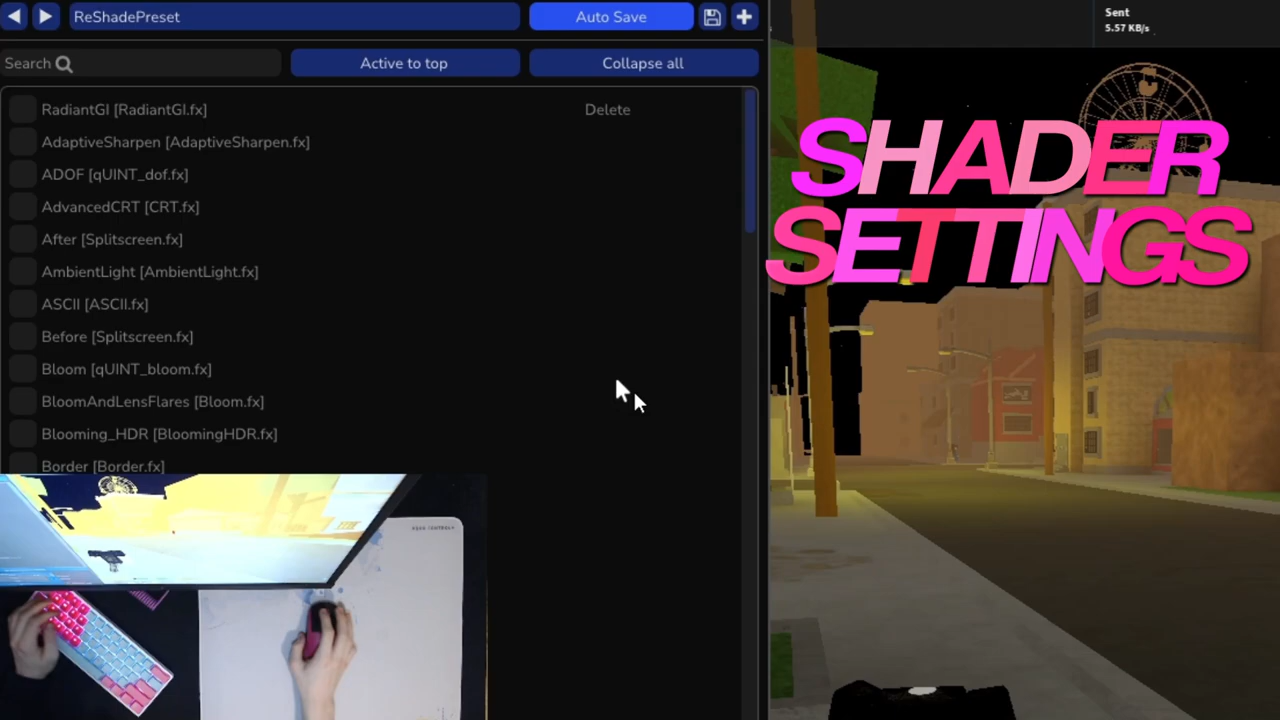 ReShadePreset
Auto Save
Search
Active to top
Collapse all
RadiantGI [RadiantGI.fx]
Delete
AdaptiveSharpen [AdaptiveSharpen.fx]
ADOF [qUINT_dof.fx]
AdvancedCRT [CRT.fx]
After [Splitscreen.fx]
AmbientLight [AmbientLight.fx]
ASCII [ASCII.fx]
Before [Splitscreen.fx]
Bloom [qUINT_bloom.fx]
BloomAndLensFlares [Bloom.fx]
Blooming_HDR [BloomingHDR.fx]
Border [Border.fx]
Sent
5.57 KB/s
SHADER
SETTINGS